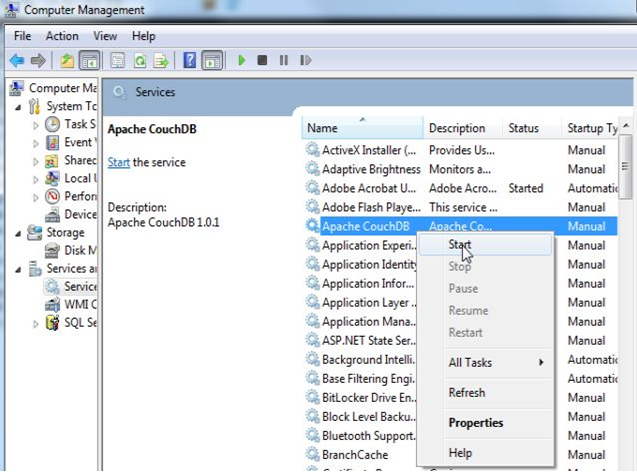 Computer Management
File Action View Help
Computer Ma
System To
Task S
Event V
Shared
Local U
Perforn
Device
Storage
Disk M
Services an
Service
WMI C
SQL Se
Services
Apache CouchDB
Start the service
Description:
Apache CouchDB 1.0.1
Name Description Status Startup Ty
ActiveX Installer (... Provides Us... Manual
Adaptive Brightness Monitors a... Manual
Adobe Acrobat U... Adobe Acro... Started Automatic
Adobe Flash Playe... This service ... Manual
Apache CouchDB Apache Co... Manual
Application Experi... Manual
Application Identity Manual
Application Infor... Manual
Application Layer ... Manual
Application Mana... Manual
ASP.NET State Ser... Manual
Background Intelli... Automatic
Base Filtering Engi... Automatic
BitLocker Drive En... Manual
Block Level Backu... Manual
Bluetooth Support... Manual
BranchCache Manual
Start
Stop
Pause
Resume
Restart
All Tasks
Refresh
Properties
Help